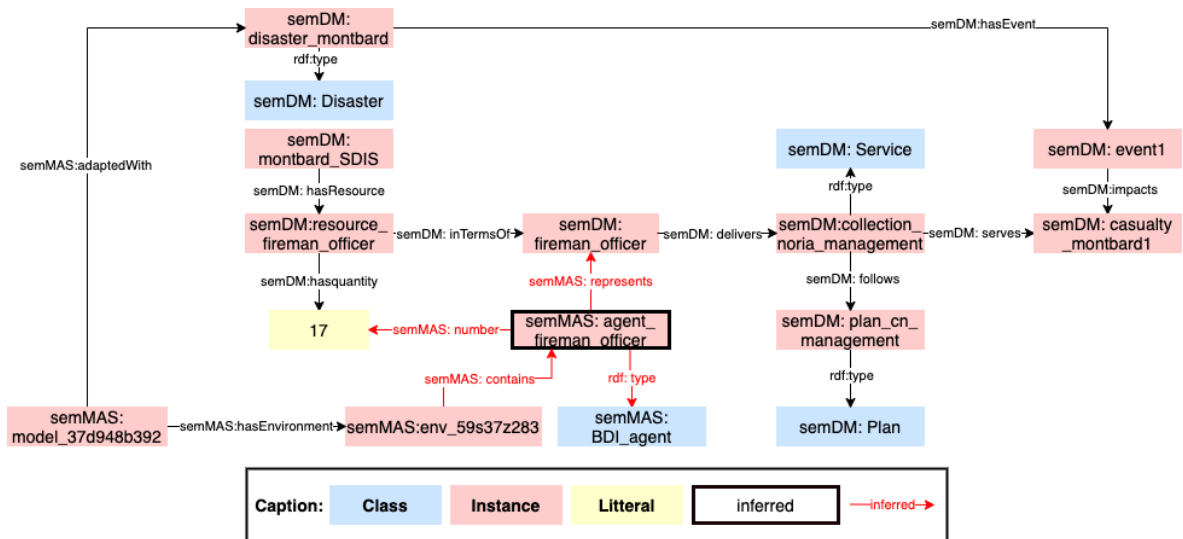 semDM:
disaster_montbard
semDM:hasEvent
rdf:type
semDM: Disaster
semMAS:adaptedWith
semDM:
montbard_SDIS
semDM: Service
semDM: event1
semDM: hasResource
rdf:type
semDM:impacts
semDM:resource_
fireman_officer
semDM: inTermsOf
semDM:
fireman_officer
semDM: delivers
semDM:collection_
noria_management
semDM: serves
semDM: casualty
_montbard1
semDM:hasquantity
semMAS: represents
semDM: follows
17
semMAS: number
semMAS: agent_
fireman_officer
semDM: plan_cn_
management
semMAS: contains
rdf: type
rdf:type
semMAS:
model_37d948b392
semMAS:hasEnvironment
semMAS:env_59s37z283
semMAS:
BDI_agent
semDM: Plan
Caption:
Class
Instance
Litteral
inferred
inferred